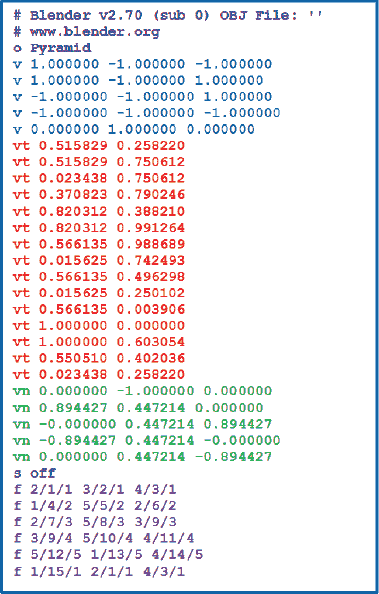 # Blender v2.70 (sub 0) OBJ File: ''
# www.blender.org
o Pyramid
v 1.000000 -1.000000 -1.000000
v 1.000000 -1.000000 1.000000
v -1.000000 -1.000000 1.000000
v -1.000000 -1.000000 -1.000000
v 0.000000 1.000000 0.000000
vt 0.515829 0.258220
vt 0.515829 0.750612
vt 0.023438 0.750612
vt 0.370823 0.790246
vt 0.820312 0.388210
vt 0.820312 0.991264
vt 0.566135 0.988689
vt 0.015625 0.742493
vt 0.566135 0.496298
vt 0.015625 0.250102
vt 0.566135 0.003906
vt 1.000000 0.000000
vt 1.000000 0.603054
vt 0.550510 0.402036
vt 0.023438 0.258220
vn 0.000000 -1.000000 0.000000
vn 0.894427 0.447214 0.000000
vn -0.000000 0.447214 0.894427
vn -0.894427 0.447214 -0.000000
vn 0.000000 0.447214 -0.894427
s off
f 2/1/1 3/2/1 4/3/1
f 1/4/2 5/5/2 2/6/2
f 2/7/3 5/8/3 3/9/3
f 3/9/4 5/10/4 4/11/4
f 5/12/5 1/13/5 4/14/5
f 1/15/1 2/1/1 4/3/1